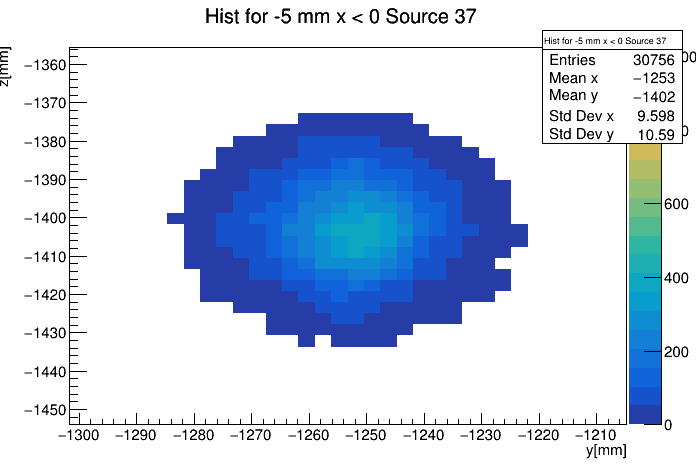 Hist for -5 mm x < 0 Source 37
Hist for -5 mm x < 0 Source 37
Entries 30756
Mean x −1253
Mean y −1402
Std Dev x 9.598
Std Dev y 10.59
z[mm]
−1360
−1370
−1380
−1390
−1400
−1410
−1420
−1430
−1440
−1450
600
400
200
0
−1300 −1290 −1280 −1270 −1260 −1250 −1240 −1230 −1220 −1210
y[mm]